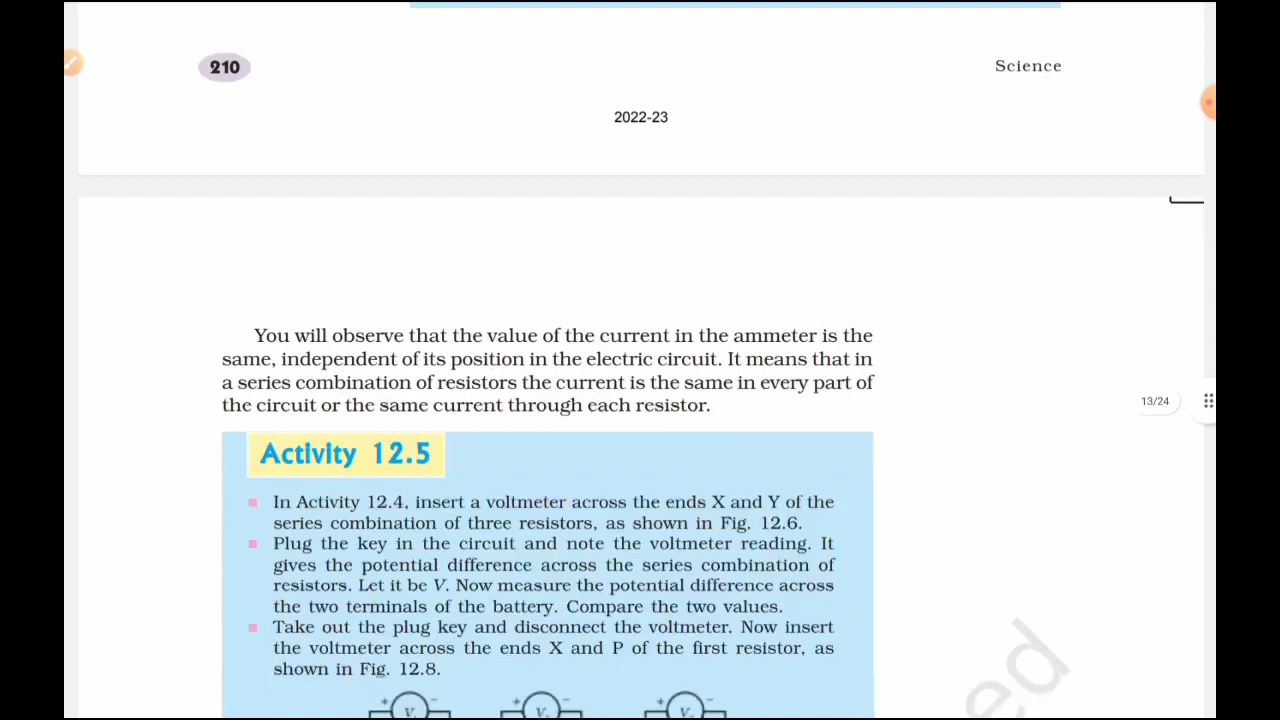 210
Science
2022-23
You will observe that the value of the current in the ammeter is the
same, independent of its position in the electric circuit. It means that in
a series combination of resistors the current is the same in every part of
the circuit or the same current through each resistor.
13/24
Activity 12.5
In Activity 12.4, insert a voltmeter across the ends X and Y of the
series combination of three resistors, as shown in Fig. 12.6.
Plug the key in the circuit and note the voltmeter reading. It
gives the potential difference across the series combination of
resistors. Let it be V. Now measure the potential difference across
the two terminals of the battery. Compare the two values.
Take out the plug key and disconnect the voltmeter. Now insert
the voltmeter across the ends X and P of the first resistor, as
shown in Fig. 12.8.
ed
+ − + − + −
V V V